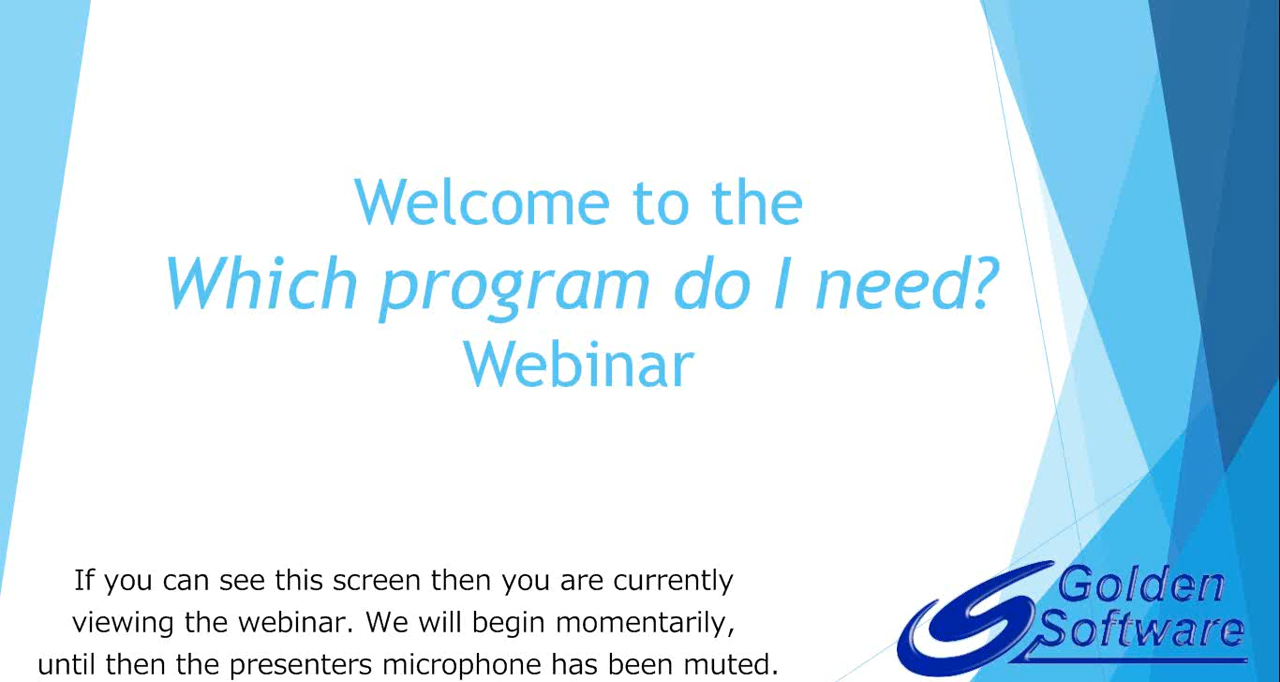 Welcome to the
Which program do I need?
Webinar
If you can see this screen then you are currently
viewing the webinar. We will begin momentarily,
until then the presenters microphone has been muted.
Golden
Software